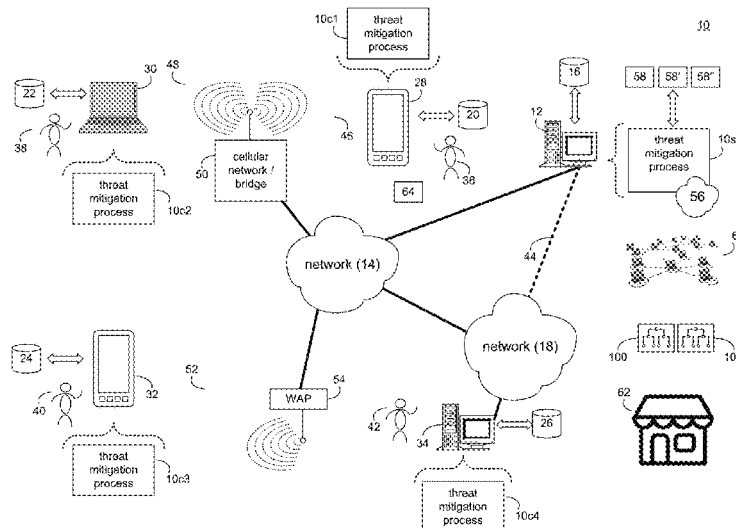 threat
mitigation
process
10c1
10
22
30
48
28
20
16
12
58
58'
58"
38
46
36
threat
mitigation
process
10s
56
50
cellular
network /
bridge
64
threat
mitigation
process
10c2
44
network (14)
network (18)
100
24
32
40
52
WAP
54
42
34
26
62
threat
mitigation
process
10c3
threat
mitigation
process
10c4